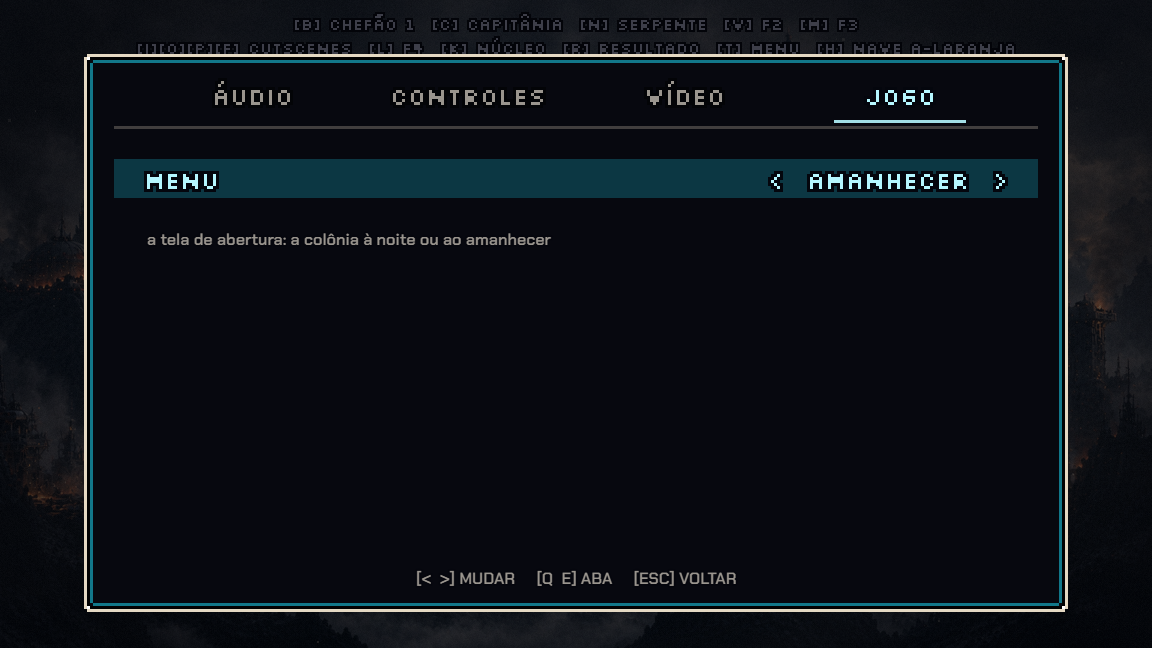 [B] CHEFÃO 1 [C] CAPITÂNIA [N] SERPENTE [V] F2 [M] F3
[I][O][P][F] CUTSCENES [L] F4 [K] NÚCLEO [R] RESULTADO [T] MENU [H] NAVE A-LARANJA
ÁUDIO CONTROLES VÍDEO JOGO
MENU < AMANHECER >
a tela de abertura: a colônia à noite ou ao amanhecer
[< >] MUDAR [Q E] ABA [ESC] VOLTAR